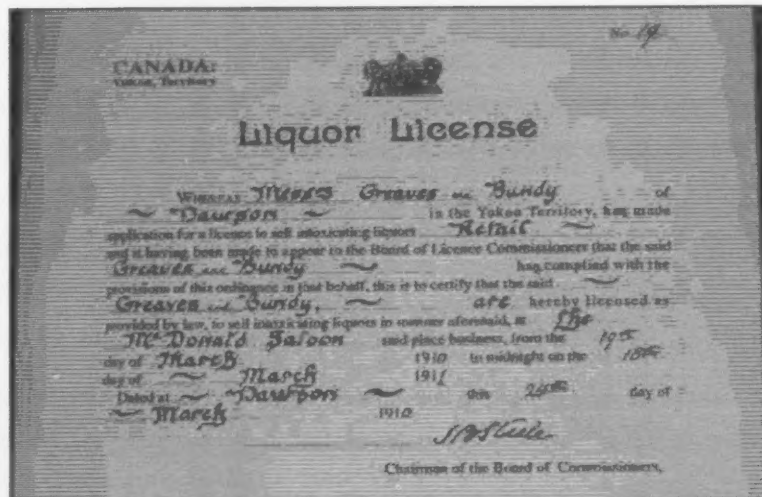 No. 19
CANADA:
Yukon, Territory
Liquor License
WHEREAS Messrs Greaves and Bundy of
Dawson in the Yukon Territory, has made
application for a licence to sell intoxicating liquors Retail
and it having been made to appear to the Board of Licence Commissioners that the said
Greaves and Bundy has complied with the
provisions of this ordinance in that behalf, this is to certify that the said
Greaves and Bundy, are hereby licensed as
provided by law, to sell intoxicating liquors in manner aforesaid, at the
McDonald Saloon said place business, from the 19th
day of March 1910 to midnight on the
day of March 1911
Dated at Dawson this day of
March 1910
Chairman of the Board of Commissioners,